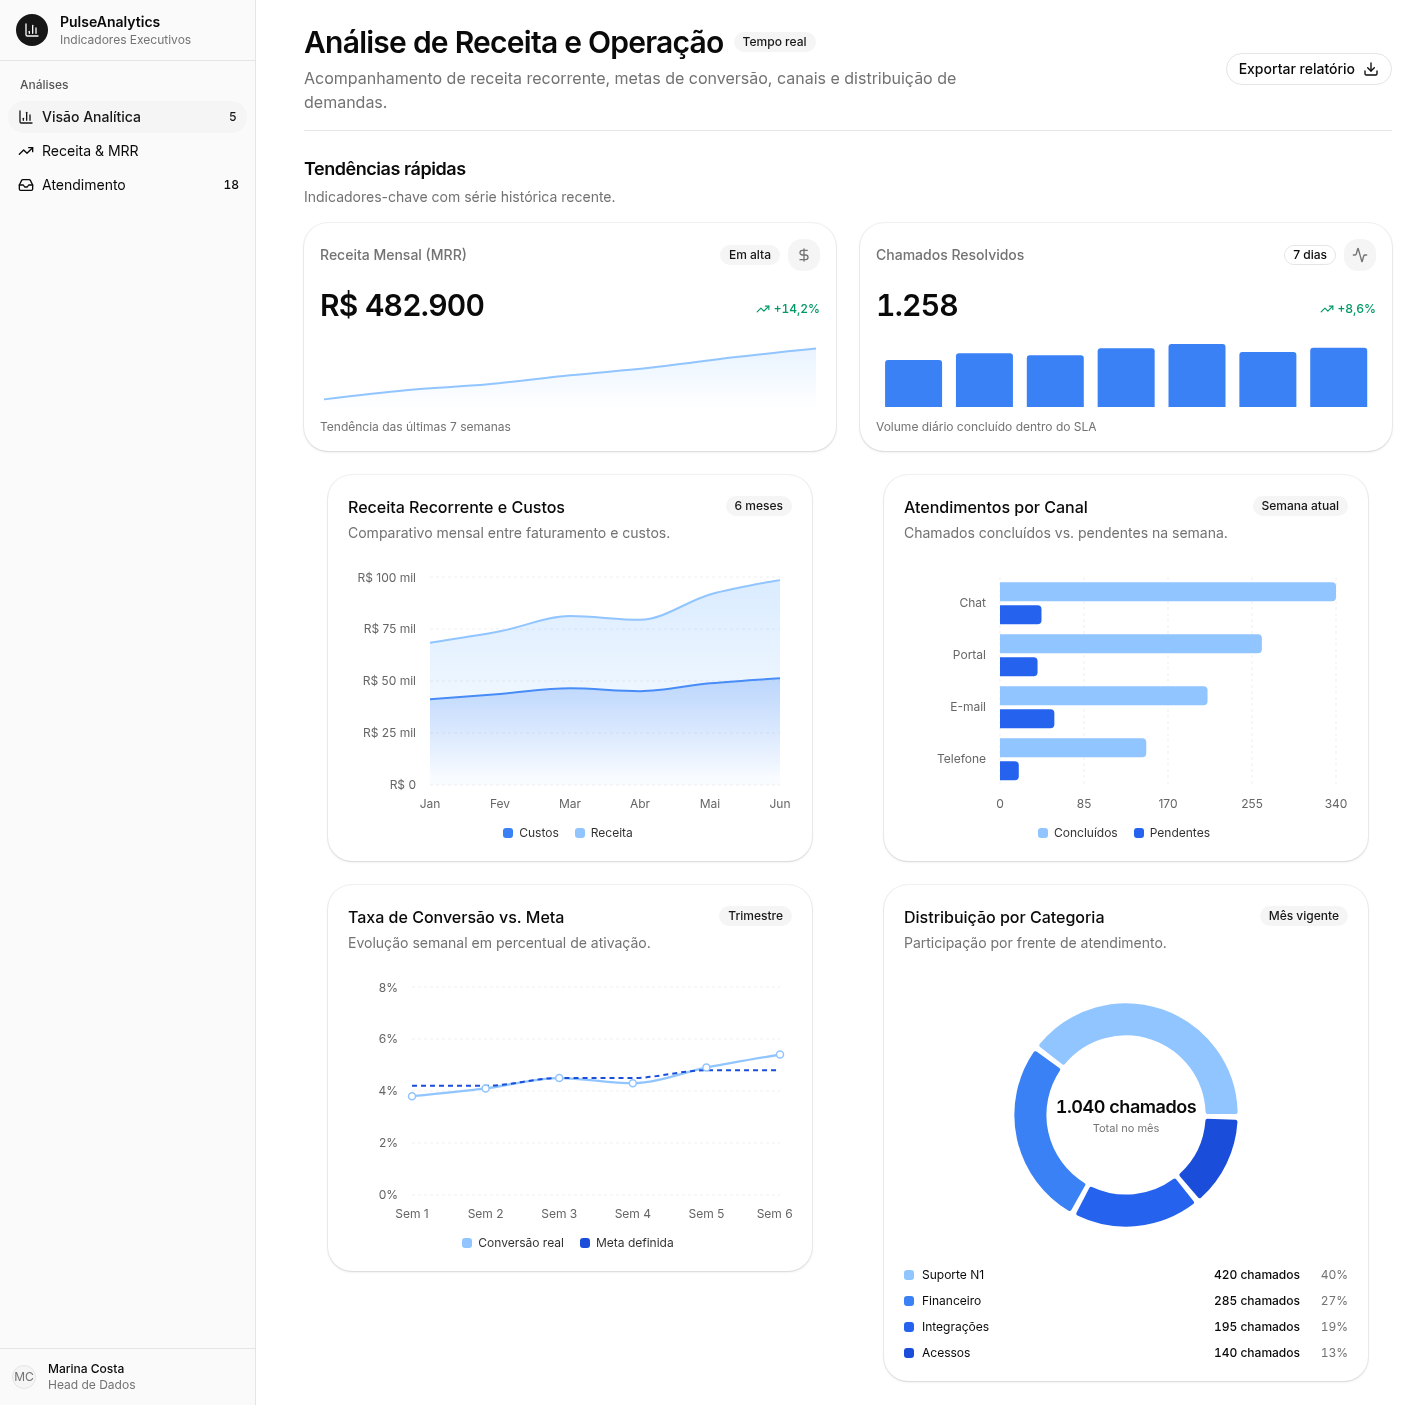 PulseAnalytics
Indicadores Executivos
Análises
Visão Analítica 5
Receita & MRR
Atendimento 18
Marina Costa
MC
Head de Dados
Análise de Receita e Operação Tempo real
Acompanhamento de receita recorrente, metas de conversão, canais e distribuição de
demandas.
Exportar relatório
Tendências rápidas
Indicadores-chave com série histórica recente.
Receita Mensal (MRR) Em alta
R$ 482.900 +14,2%
Tendência das últimas 7 semanas
Chamados Resolvidos 7 dias
1.258 +8,6%
Volume diário concluído dentro do SLA
Receita Recorrente e Custos 6 meses
Comparativo mensal entre faturamento e custos.
R$ 100 mil
R$ 75 mil
R$ 50 mil
R$ 25 mil
R$ 0
Jan Fev Mar Abr Mai Jun
Custos Receita
Atendimentos por Canal Semana atual
Chamados concluídos vs. pendentes na semana.
Chat
Portal
E-mail
Telefone
0 85 170 255 340
Concluídos Pendentes
Taxa de Conversão vs. Meta Trimestre
Evolução semanal em percentual de ativação.
8%
6%
4%
2%
0%
Sem 1 Sem 2 Sem 3 Sem 4 Sem 5 Sem 6
Conversão real Meta definida
Distribuição por Categoria Mês vigente
Participação por frente de atendimento.
1.040 chamados
Total no mês
Suporte N1 420 chamados 40%
Financeiro 285 chamados 27%
Integrações 195 chamados 19%
Acessos 140 chamados 13%